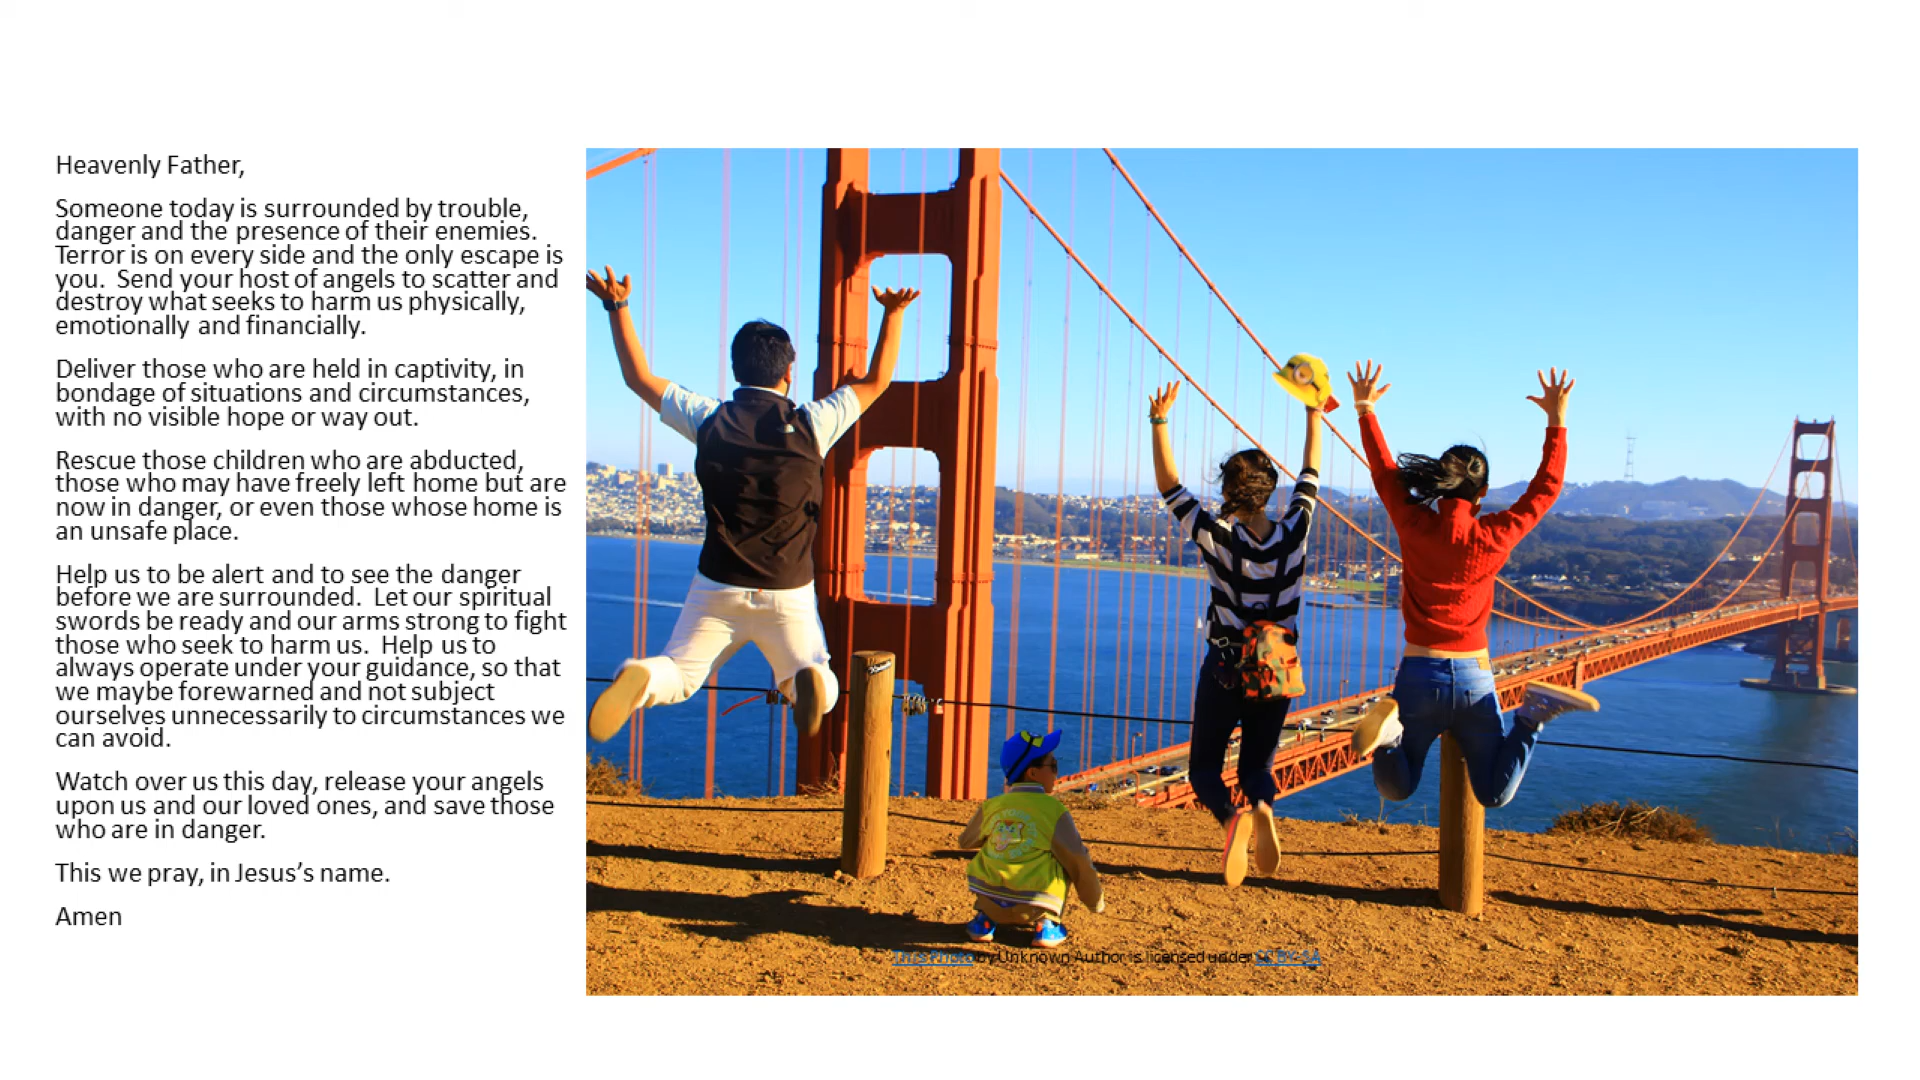 Heavenly Father,
Someone today is surrounded by trouble,
danger and the presence of their enemies.
Terror is on every side and the only escape is
you.  Send your host of angels to scatter and
destroy what seeks to harm us physically,
emotionally and financially.
Deliver those who are held in captivity, in
bondage of situations and circumstances,
with no visible hope or way out.
Rescue those children who are abducted,
those who may have freely left home but are
now in danger, or even those whose home is
an unsafe place.
Help us to be alert and to see the danger
before we are surrounded.  Let our spiritual
swords be ready and our arms strong to fight
those who seek to harm us.  Help us to
always operate under your guidance, so that
we maybe forewarned and not subject
ourselves unnecessarily to circumstances we
can avoid.
Watch over us this day, release your angels
upon us and our loved ones, and save those
who are in danger.
This we pray, in Jesus’s name.
Amen
This Photo by Unknown Author is licensed under CC BY-SA